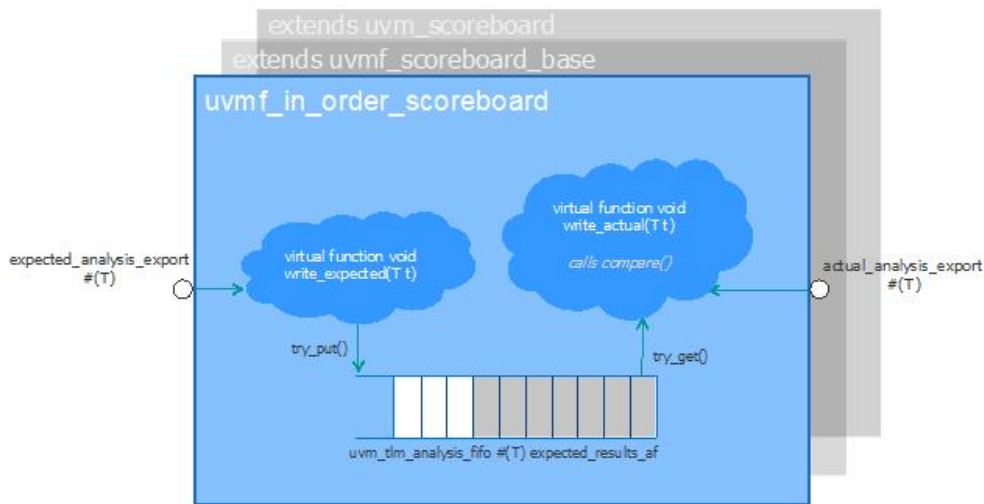 extends uvm_scoreboard
extends uvmf_scoreboard_base
uvmf_in_order_scoreboard
virtual function void
write_actual(T t)
calls compare()
virtual function void
write_expected(T t)
expected_analysis_export
#(T)
actual_analysis_export
#(T)
try_put()
try_get()
uvm_tlm_analysis_fifo #(T) expected_results_af